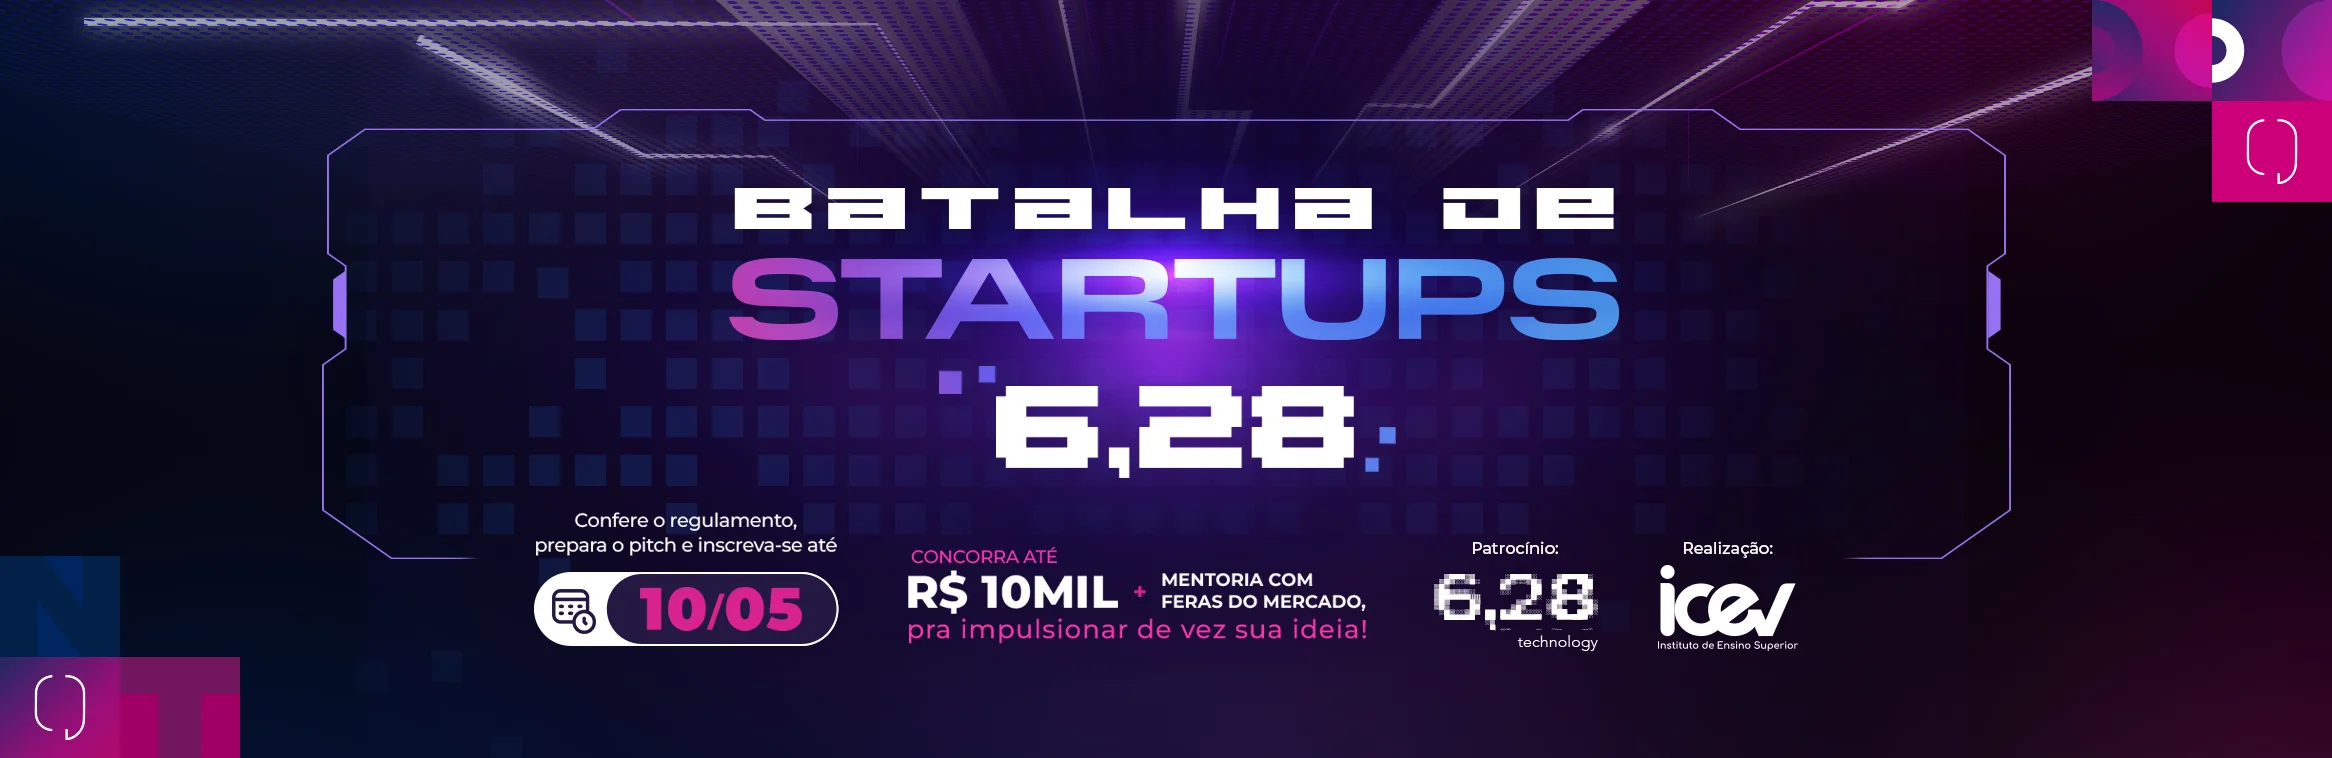 BATALHA DE
STARTUPS
6,28
Confere o regulamento,
prepara o pitch e inscreva-se até
10/05
CONCORRA ATÉ
R$ 10MIL + MENTORIA COM
FERAS DO MERCADO,
pra impulsionar de vez sua ideia!
Patrocínio:
6,28
technology
Realização:
icev
Instituto de Ensino Superior